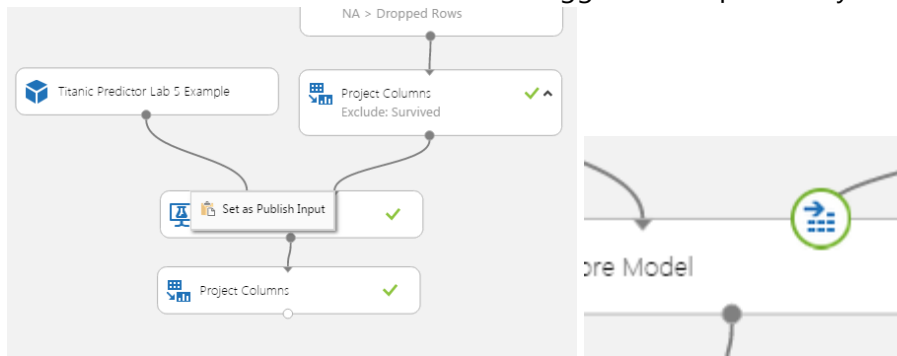 NA > Dropped Rows
Titanic Predictor Lab 5 Example
Project Columns
Exclude: Survived
Set as Publish Input
Project Columns
ore Model